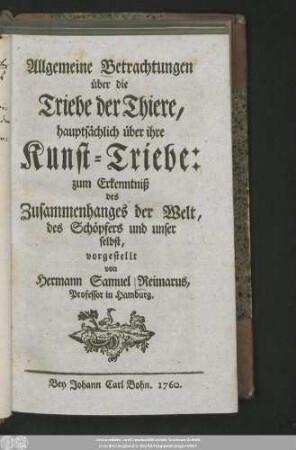 Allgemeine Betrachtungen
über die
Triebe der Thiere,
hauptsächlich über ihre
Kunst-Triebe:
zum Erkenntniß
des
Zusammenhanges der Welt,
des Schöpfers und unser
selbst,
vorgestellt
von
Hermann Samuel Reimarus,
Professor in Hamburg.
Bey Johann Carl Bohn. 1760.